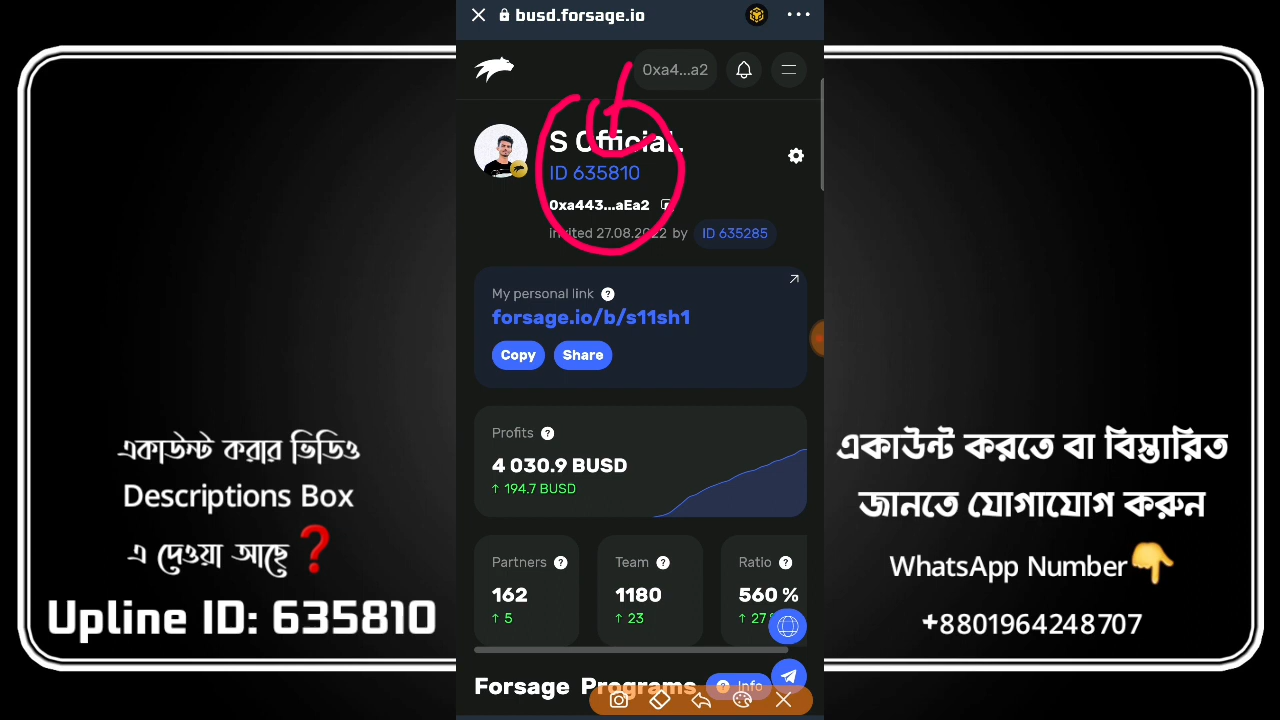 busd.forsage.io
0xa4...a2
S Official
ID 635810
0xa443...aEa2
invited 27.08.2022 by ID 635285
My personal link ?
forsage.io/b/s11sh1
Copy Share
Profits ?
4 030.9 BUSD
↑ 194.7 BUSD
Partners ? Team ? Ratio ?
162 1180 560 %
↑ 5 ↑ 23 ↑ 27
Forsage Programs ? Info
একাউন্ট করার ভিডিও
Descriptions Box
এ দেওয়া আছে❓
Upline ID: 635810
একাউন্ট করতে বা বিস্তারিত
জানতে যোগাযোগ করুন
WhatsApp Number👇
+8801964248707